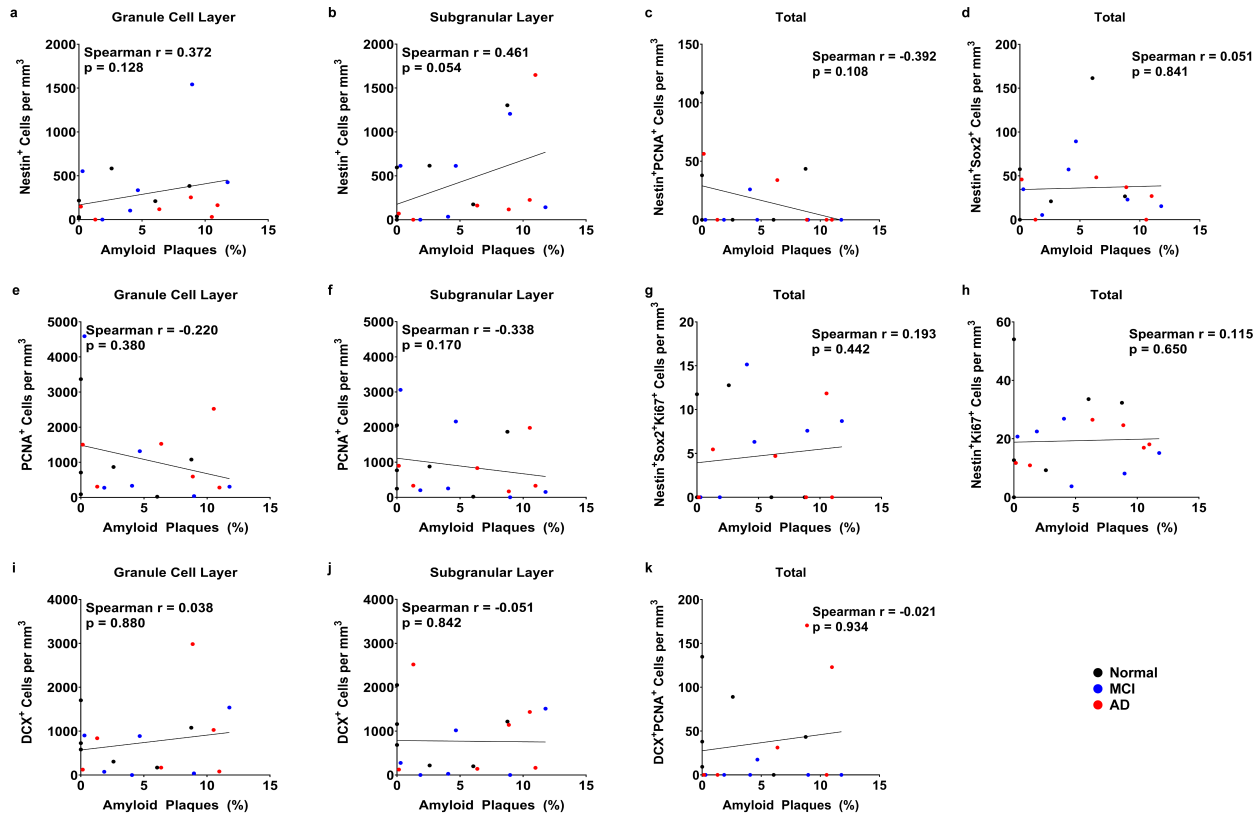 a
Granule Cell Layer
Spearman r = 0.372
p = 0.128
Nestin⁺ Cells per mm³
2000
1500
1000
500
0
0 5 10 15
Amyloid Plaques (%)
b
Subgranular Layer
Spearman r = 0.461
p = 0.054
Nestin⁺ Cells per mm³
2000
1500
1000
500
0
0 5 10 15
Amyloid Plaques (%)
c
Total
Spearman r = -0.392
p = 0.108
Nestin⁺PCNA⁺ Cells per mm³
150
100
50
0
0 5 10 15
Amyloid Plaques (%)
d
Total
Spearman r = 0.051
p = 0.841
Nestin⁺Sox2⁺ Cells per mm³
200
150
100
50
0
0 5 10 15
Amyloid Plaques (%)
e
Granule Cell Layer
Spearman r = -0.220
p = 0.380
PCNA⁺ Cells per mm³
5000
4000
3000
2000
1000
0
0 5 10 15
Amyloid Plaques (%)
f
Subgranular Layer
Spearman r = -0.338
p = 0.170
PCNA⁺ Cells per mm³
5000
4000
3000
2000
1000
0
0 5 10 15
Amyloid Plaques (%)
g
Total
Spearman r = 0.193
p = 0.442
Nestin⁺Sox2⁺Ki67⁺ Cells per mm³
20
15
10
5
0
0 5 10 15
Amyloid Plaques (%)
h
Total
Spearman r = 0.115
p = 0.650
Nestin⁺Ki67⁺ Cells per mm³
60
40
20
0
0 5 10 15
Amyloid Plaques (%)
i
Granule Cell Layer
Spearman r = 0.038
p = 0.880
DCX⁺ Cells per mm³
4000
3000
2000
1000
0
0 5 10 15
Amyloid Plaques (%)
j
Subgranular Layer
Spearman r = -0.051
p = 0.842
DCX⁺ Cells per mm³
4000
3000
2000
1000
0
0 5 10 15
Amyloid Plaques (%)
k
Total
Spearman r = -0.021
p = 0.934
DCX⁺PCNA⁺ Cells per mm³
200
150
100
50
0
0 5 10 15
Amyloid Plaques (%)
Normal
MCI
AD